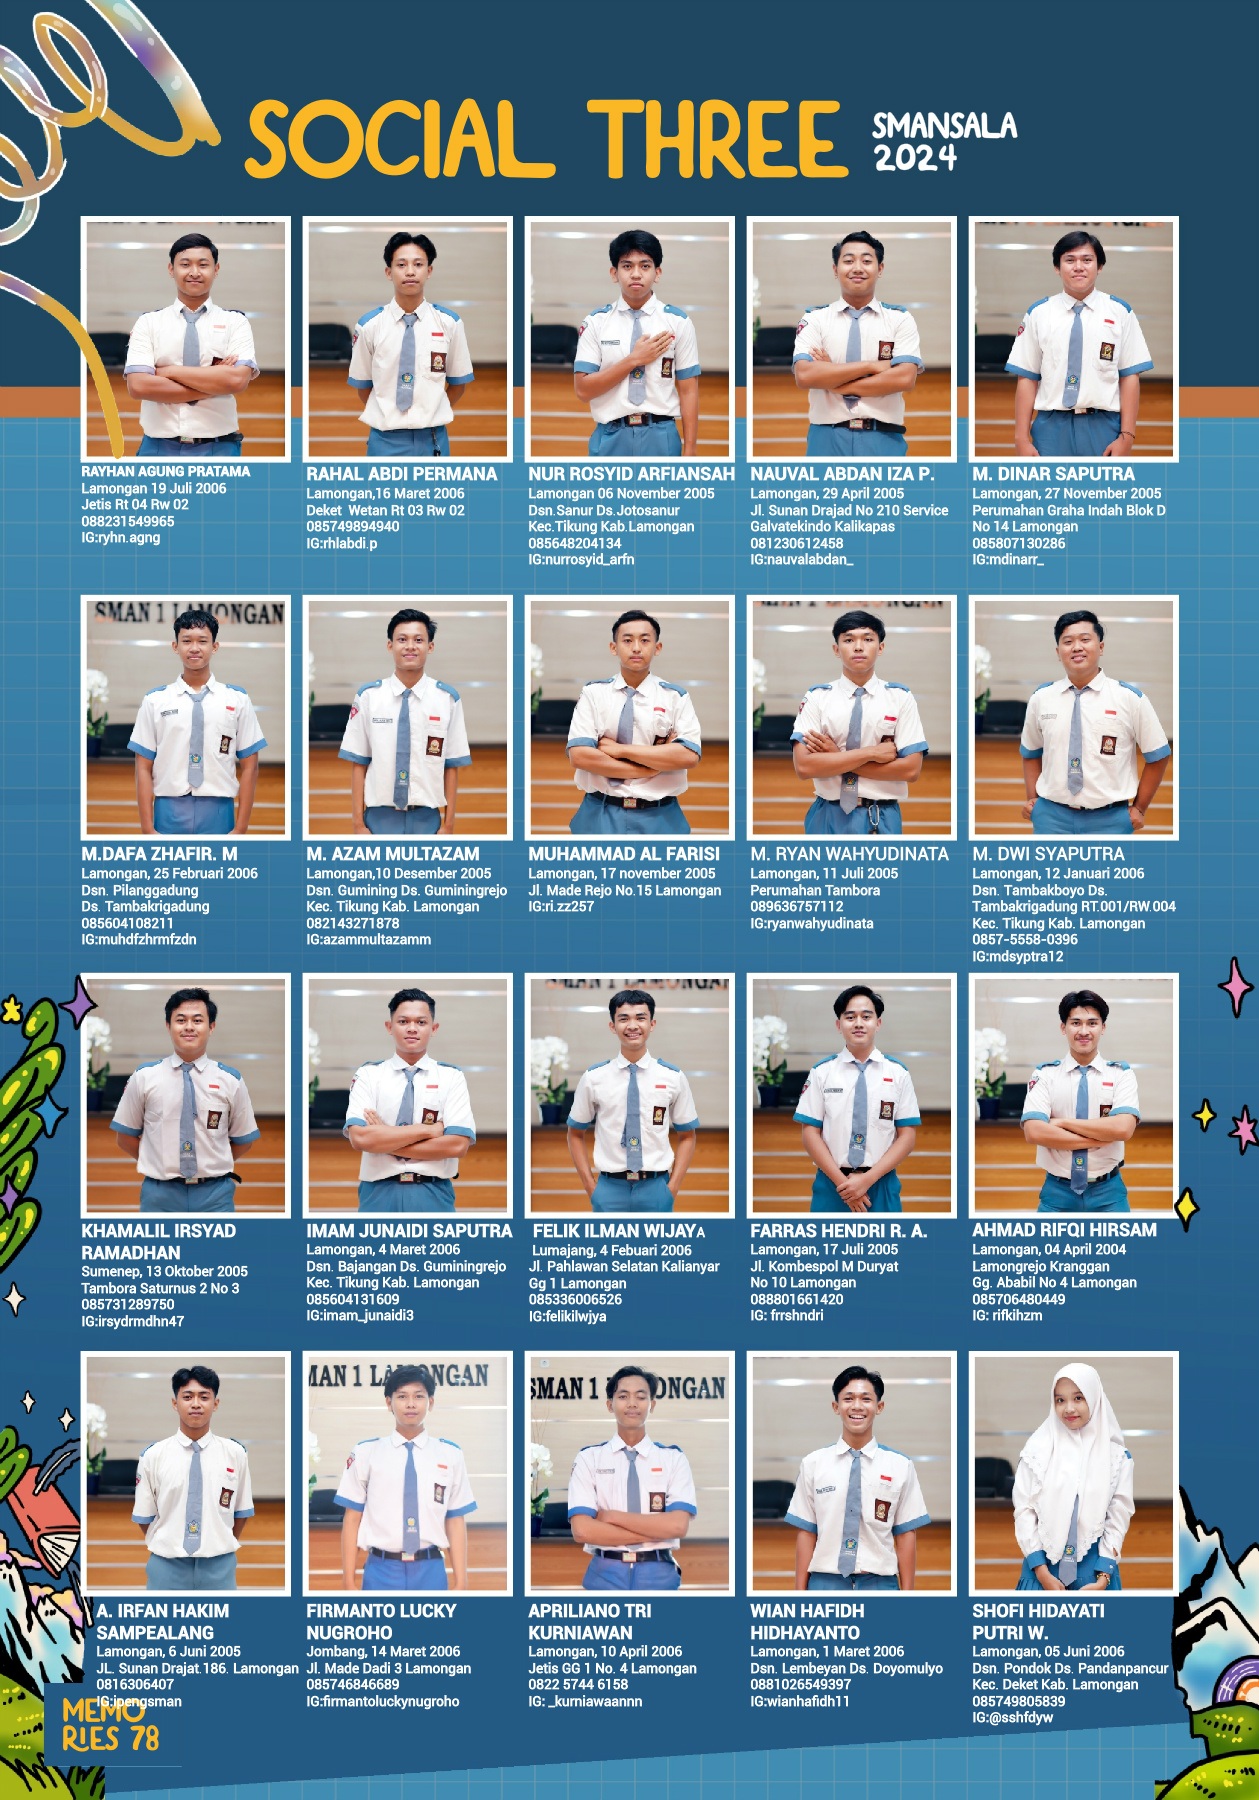 SOCIAL THREE
SMANSALA
2024
RAYHAN AGUNG PRATAMA
Lamongan 19 Juli 2006
Jetis Rt 04 Rw 02
088231549965
IG:ryhn.agng
RAHAL ABDI PERMANA
Lamongan,16 Maret 2006
Deket Wetan Rt 03 Rw 02
085749894940
IG:rhlabdi.p
NUR ROSYID ARFIANSAH
Lamongan 06 November 2005
Dsn.Sanur Ds.Jotosanur
Kec.Tikung Kab.Lamongan
085648204134
IG:nurrosyid_arfn
NAUVAL ABDAN IZA P.
Lamongan, 29 April 2005
Jl. Sunan Drajad No 210 Service
Galvatekindo Kalikapas
081230612458
IG:nauvalabdan_
M. DINAR SAPUTRA
Lamongan, 27 November 2005
Perumahan Graha Indah Blok D
No 14 Lamongan
085807130286
IG:mdinarr_
SMAN 1 LAMONGAN
M.DAFA ZHAFIR. M
Lamongan, 25 Februari 2006
Dsn. Pilanggadung
Ds. Tambakrigadung
085604108211
IG:muhdfzhrmfzdn
M. AZAM MULTAZAM
Lamongan,10 Desember 2005
Dsn. Gumining Ds. Guminingrejo
Kec. Tikung Kab. Lamongan
082143271878
IG:azammultazamm
MUHAMMAD AL FARISI
Lamongan, 17 november 2005
Jl. Made Rejo No.15 Lamongan
IG:ri.zz257
M. RYAN WAHYUDINATA
Lamongan, 11 Juli 2005
Perumahan Tambora
089636757112
IG:ryanwahyudinata
M. DWI SYAPUTRA
Lamongan, 12 Januari 2006
Dsn. Tambakboyo Ds.
Tambakrigadung RT.001/RW.004
Kec. Tikung Kab. Lamongan
0857-5558-0396
IG:mdsyptra12
KHAMALIL IRSYAD
RAMADHAN
Sumenep, 13 Oktober 2005
Tambora Saturnus 2 No 3
085731289750
IG:irsydrmdhn47
IMAM JUNAIDI SAPUTRA
Lamongan, 4 Maret 2006
Dsn. Bajangan Ds. Guminingrejo
Kec. Tikung Kab. Lamongan
085604131609
IG:imam_junaidi3
FELIK ILMAN WIJAYA
Lumajang, 4 Febuari 2006
Jl. Pahlawan Selatan Kalianyar
Gg 1 Lamongan
085336006526
IG:felikilwjya
FARRAS HENDRI R. A.
Lamongan, 17 Juli 2005
Jl. Kombespol M Duryat
No 10 Lamongan
088801661420
IG: frrshndri
AHMAD RIFQI HIRSAM
Lamongan, 04 April 2004
Lamongrejo Kranggan
Gg. Ababil No 4 Lamongan
085706480449
IG: rifkihzm
MAN 1 LAMONGAN
SMAN 1 ONGAN
A. IRFAN HAKIM
SAMPEALANG
Lamongan, 6 Juni 2005
JL. Sunan Drajat.186. Lamongan
0816306407
IG:ipengsman
FIRMANTO LUCKY
NUGROHO
Jombang, 14 Maret 2006
Jl. Made Dadi 3 Lamongan
085746846689
IG:firmantoluckynugroho
APRILIANO TRI
KURNIAWAN
Lamongan, 10 April 2006
Jetis GG 1 No. 4 Lamongan
0822 5744 6158
IG: _kurniawaannn
WIAN HAFIDH
HIDHAYANTO
Lamongan, 1 Maret 2006
Dsn. Lembeyan Ds. Doyomulyo
0881026549397
IG:wianhafidh11
SHOFI HIDAYATI
PUTRI W.
Lamongan, 05 Juni 2006
Dsn. Pondok Ds. Pandanpancur
Kec. Deket Kab. Lamongan
085749805839
IG:@sshfdyw
MEMO
RIES 78